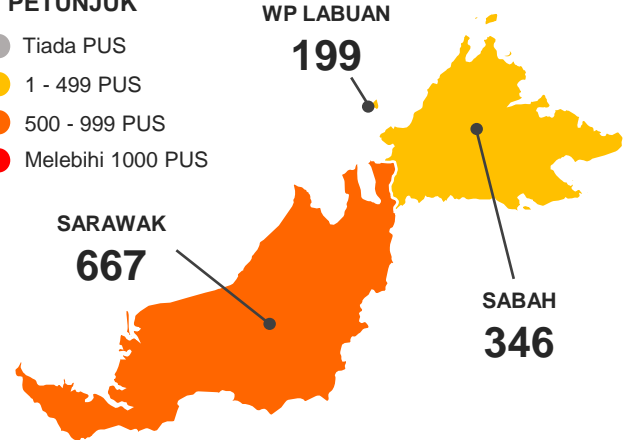 PETUNJUK
Tiada PUS
1 - 499 PUS
500 - 999 PUS
Melebihi 1000 PUS
WP LABUAN
199
SARAWAK
667
SABAH
346